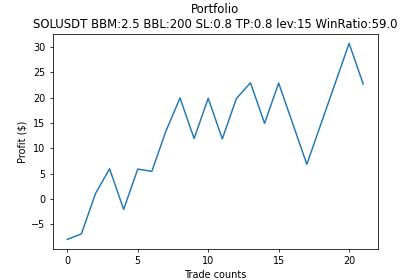 Portfolio
SOLUSDT BBM:2.5 BBL:200 SL:0.8 TP:0.8 lev:15 WinRatio:59.0
30
25
20
15
10
5
0
−5
Profit ($)
0 5 10 15 20
Trade counts